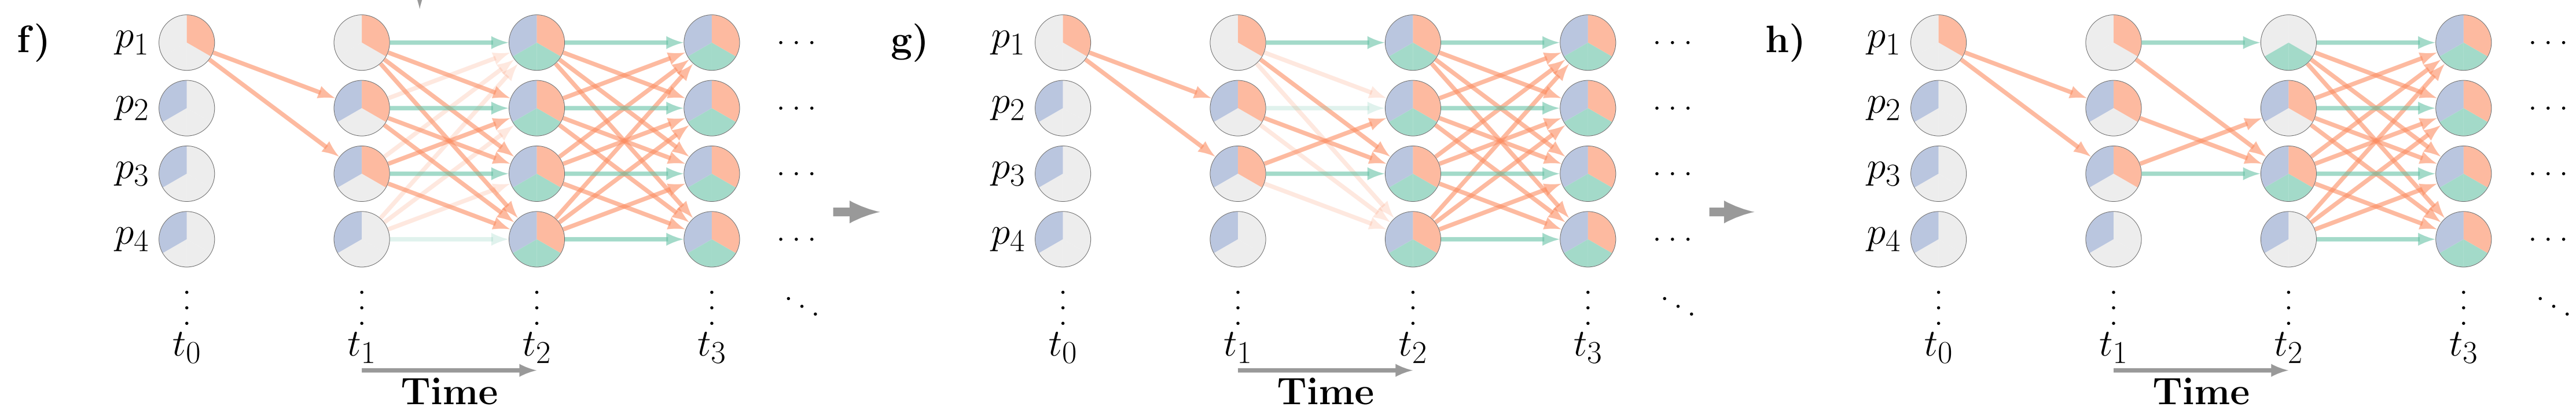 f) p1 ... g) p1 ... h) p1 ...
p2 ... p2 ... p2 ...
p3 ... p3 ... p3 ...
p4 ... p4 ... p4 ...
t0 t1 t2 t3 t0 t1 t2 t3 t0 t1 t2 t3
Time Time Time